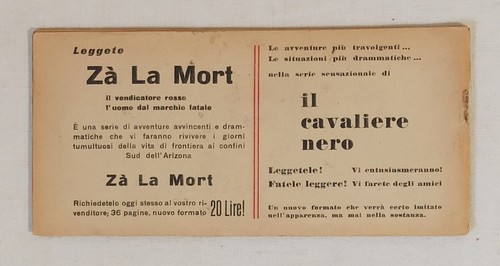 Leggete
Zà La Mort
il vendicatore rosso
l'uomo dal marchio fatale
È una serie di avventure avvincenti e dram-
matiche che vi faranno rivivere i giorni
tumultuosi della vita di frontiera ai confini
Sud dell'Arizona
Zà La Mort
Richiedetelo oggi stesso al vostro ri-
venditore; 36 pagine, nuovo formato 20 Lire!
Le avventure più travolgenti...
Le situazioni più drammatiche...
nella serie sensazionale di
il
cavaliere
nero
Leggetele! Vi entusiasmeranno!
Fatele leggere! Vi farete degli amici
Un nuovo formato che verrà certo imitato
nell'apparenza, ma mai nella sostanza.